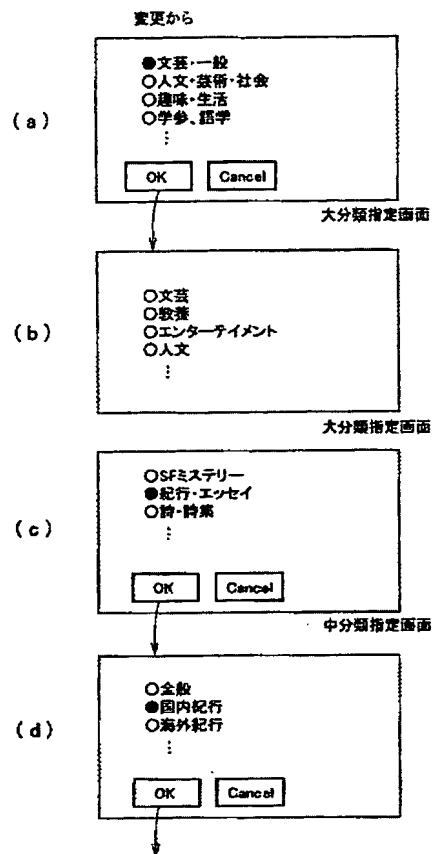 変更から
(a)
●文芸・一般
○人文・芸術・社会
○趣味・生活
○学参、語学
⋮
OK Cancel
大分類指定画面
(b)
○文芸
○教養
○エンターテイメント
○人文
⋮
大分類指定画面
(c)
○SFミステリー
●紀行・エッセイ
○詩・詩集
⋮
OK Cancel
中分類指定画面
(d)
○全般
●国内紀行
○海外紀行
⋮
OK Cancel